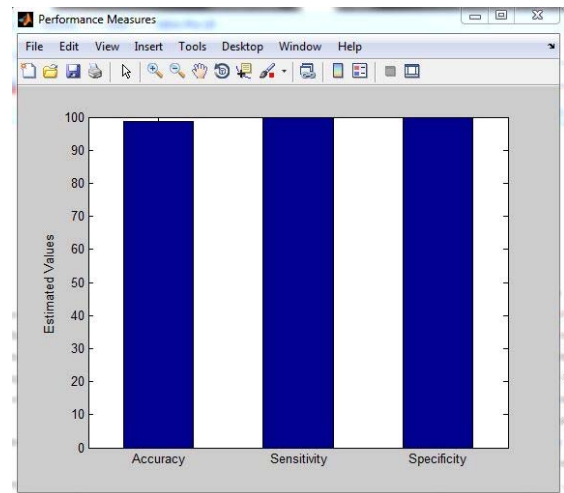 Performance Measures
File Edit View Insert Tools Desktop Window Help
100
90
80
70
60
50
40
30
20
10
0
Estimated Values
Accuracy Sensitivity Specificity